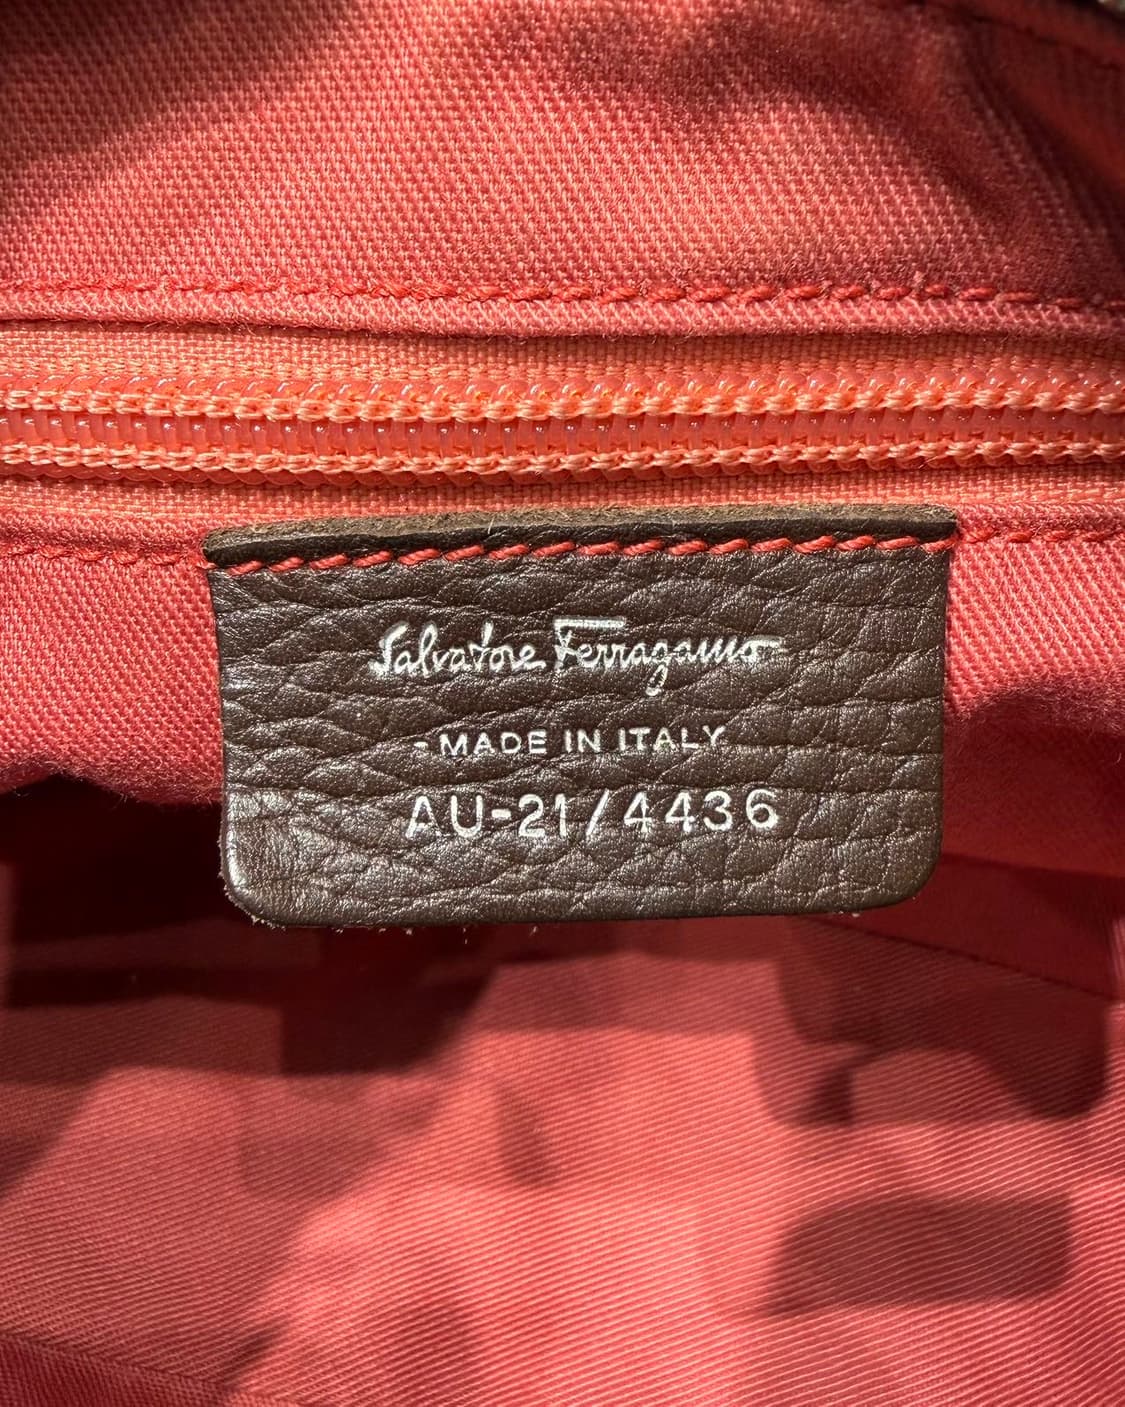 Salvatore Ferragamo
- MADE IN ITALY
AU-21/4436